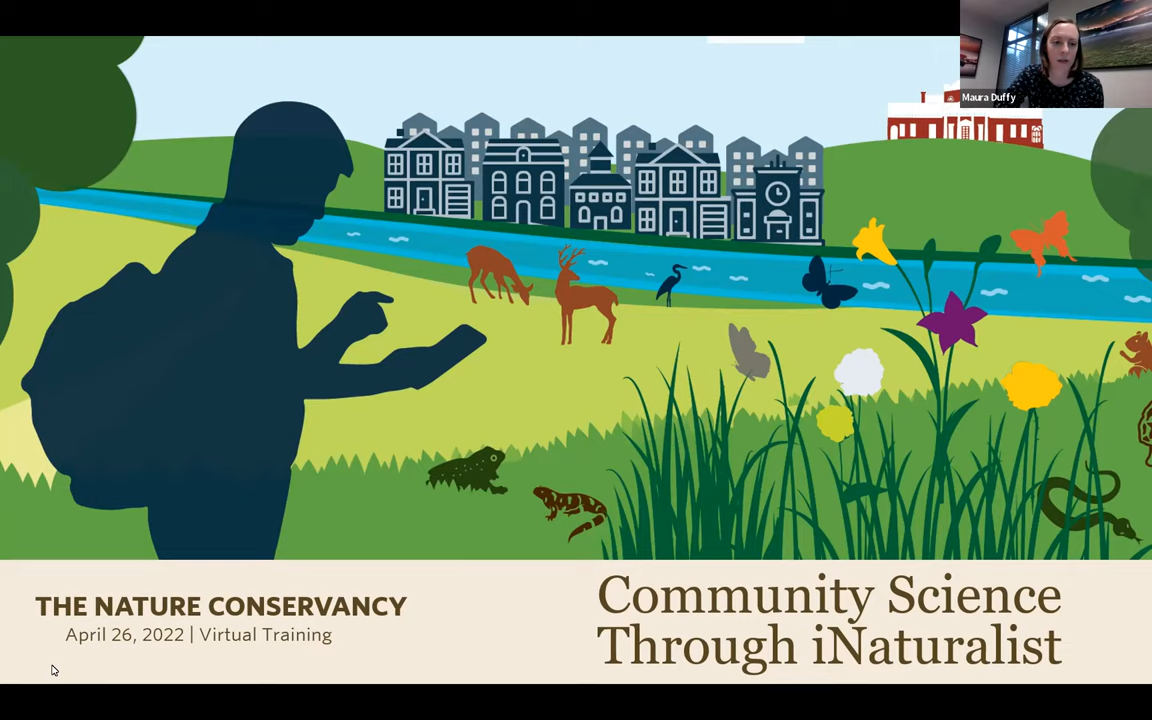 Maura Duffy
THE NATURE CONSERVANCY
April 26, 2022 | Virtual Training
Community Science
Through iNaturalist